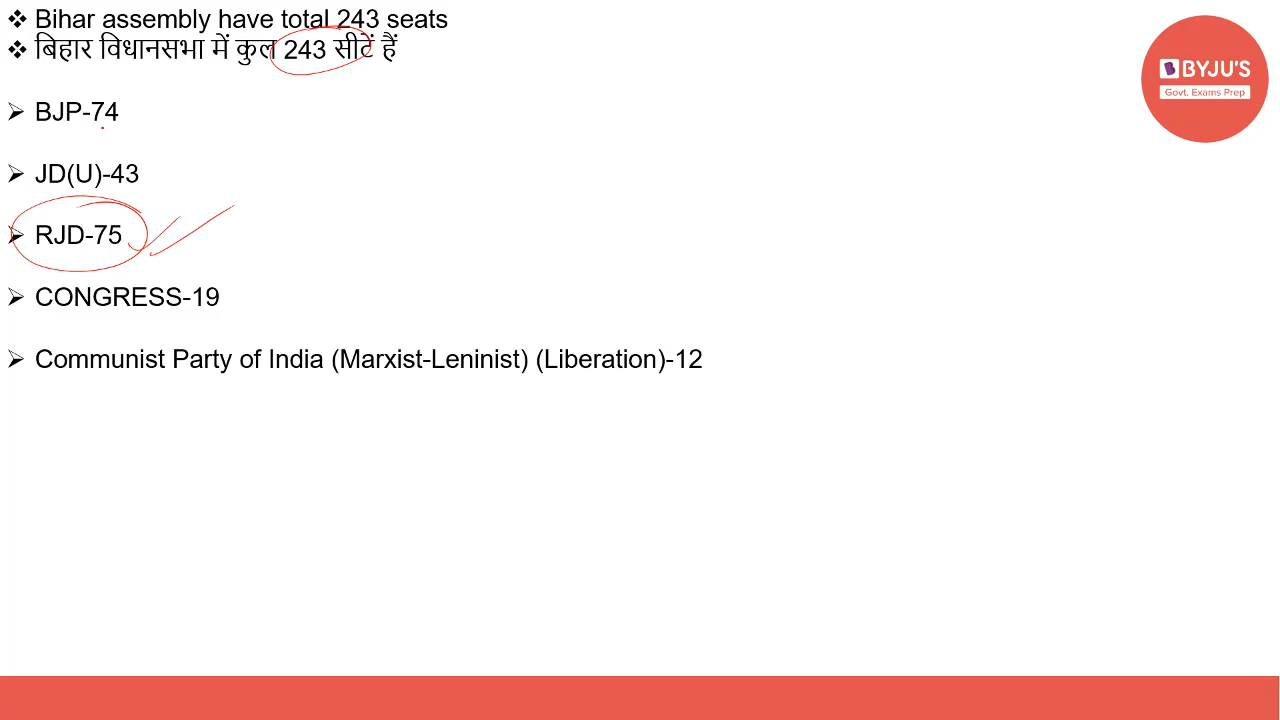 ❖ Bihar assembly have total 243 seats
❖ बिहार विधानसभा में कुल 243 सीटें हैं
➢ BJP-74
➢ JD(U)-43
➢ RJD-75
➢ CONGRESS-19
➢ Communist Party of India (Marxist-Leninist) (Liberation)-12
BYJU'S
Govt. Exams Prep